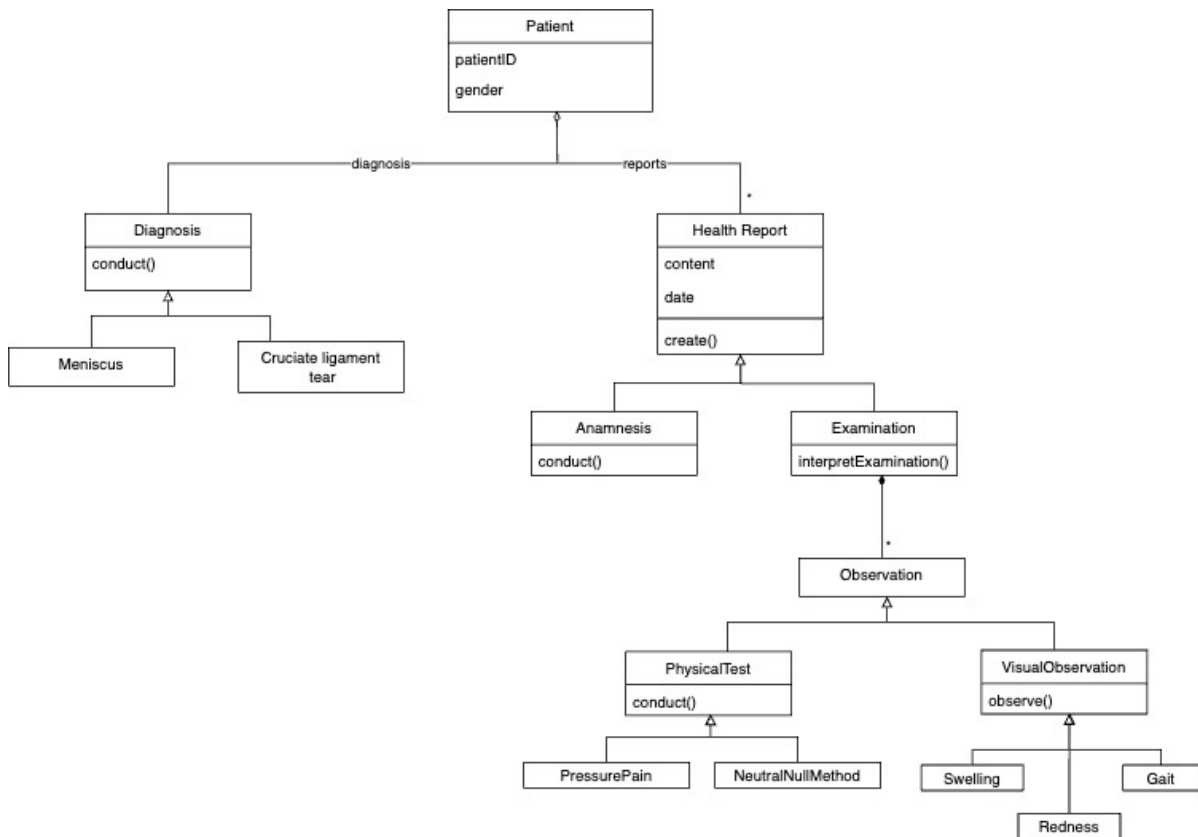 Patient
patientID
gender
diagnosis
reports
*
Diagnosis
conduct()
Health Report
content
date
create()
Meniscus
Cruciate ligament
tear
Anamnesis
conduct()
Examination
interpretExamination()
*
Observation
PhysicalTest
conduct()
VisualObservation
observe()
PressurePain
NeutralNullMethod
Swelling
Gait
Redness